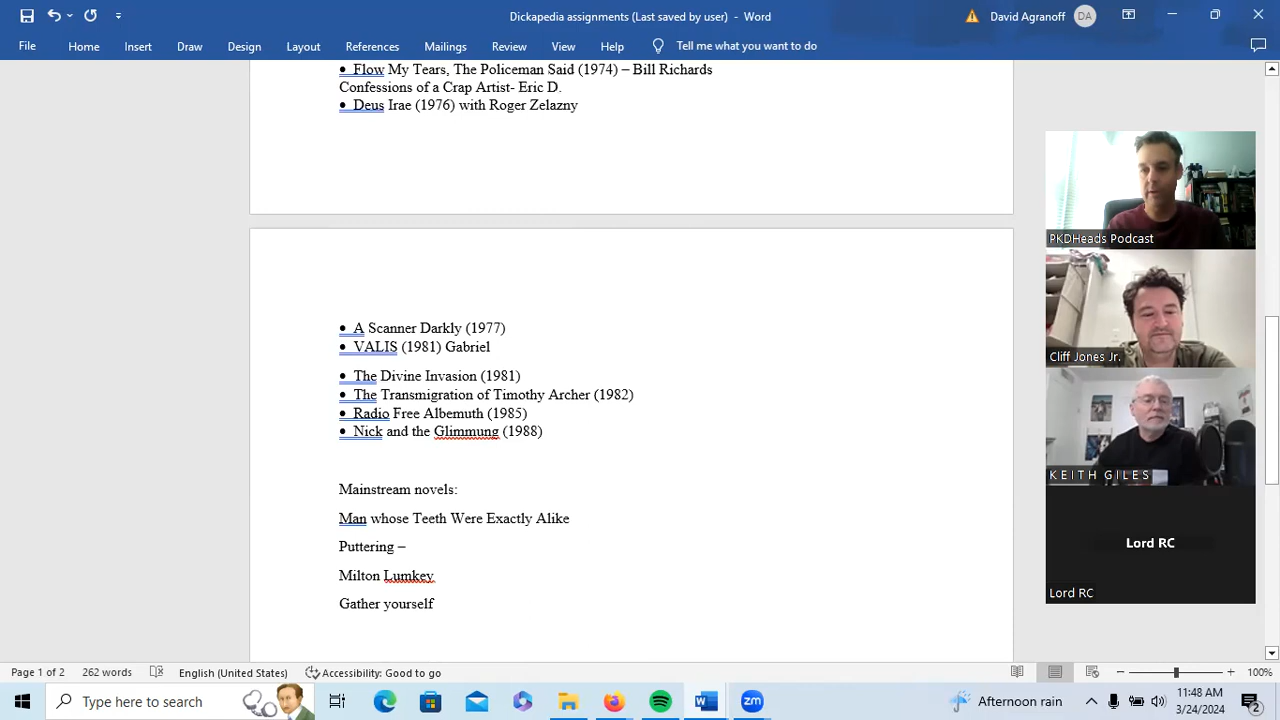 Dickapedia assignments (Last saved by user) - Word
David Agranoff
DA
File Home Insert Draw Design Layout References Mailings Review View Help Tell me what you want to do
• Flow My Tears, The Policeman Said (1974) – Bill Richards
Confessions of a Crap Artist- Eric D.
• Deus Irae (1976) with Roger Zelazny
• A Scanner Darkly (1977)
• VALIS (1981) Gabriel
• The Divine Invasion (1981)
• The Transmigration of Timothy Archer (1982)
• Radio Free Albemuth (1985)
• Nick and the Glimmung (1988)
Mainstream novels:
Man whose Teeth Were Exactly Alike
Puttering –
Milton Lumkey
Gather yourself
PKDHeads Podcast
Cliff Jones Jr.
KEITH GILES
Lord RC
Lord RC
Page 1 of 2 262 words English (United States) Accessibility: Good to go 100%
Type here to search
zm
Afternoon rain
11:48 AM
3/24/2024
2